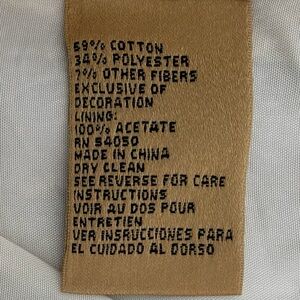 59% COTTON
34% POLYESTER
7% OTHER FIBERS
EXCLUSIVE OF
DECORATION
LINING:
100% ACETATE
RN 54050
MADE IN CHINA
DRY CLEAN
SEE REVERSE FOR CARE
INSTRUCTIONS
VOIR AU DOS POUR
ENTRETIEN
VER INSRUCCIONES PARA
EL CUIDADO AL DORSO